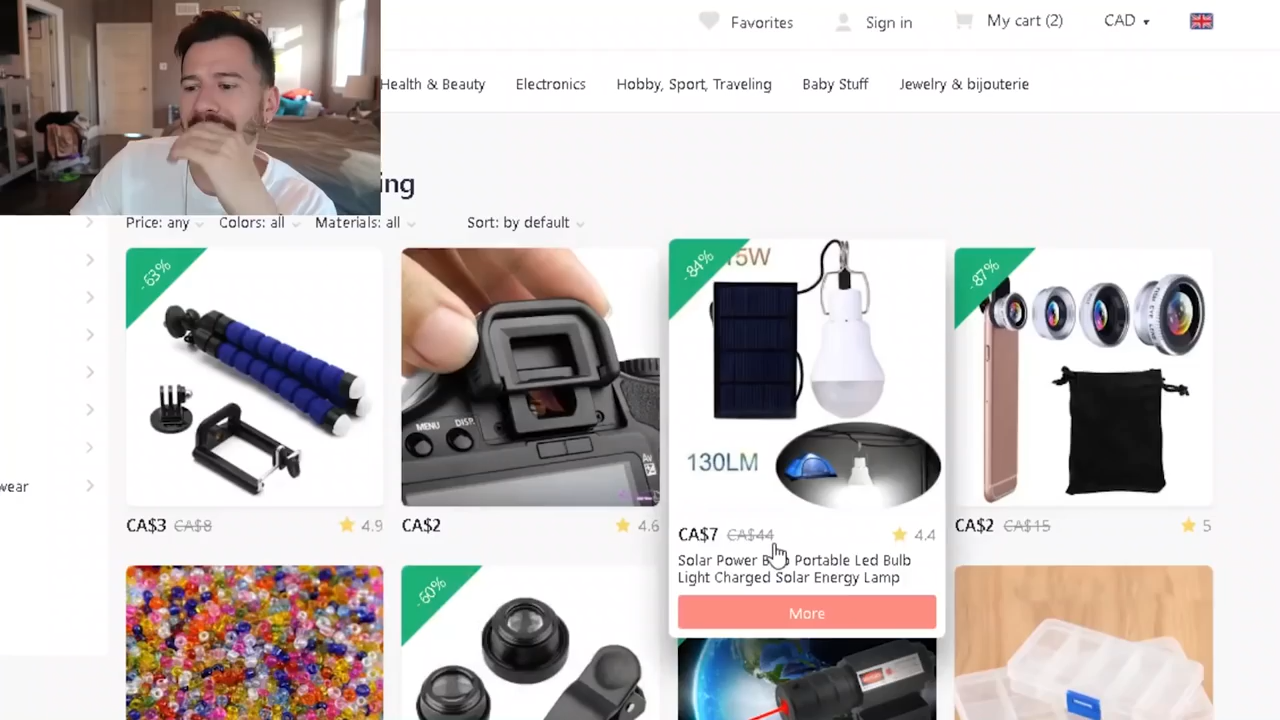 Favorites
Sign in
My cart (2)
CAD
Health & Beauty
Electronics
Hobby, Sport, Traveling
Baby Stuff
Jewelry & bijouterie
ing
Price: any
Colors: all
Materials: all
Sort: by default
wear
-63%
MENU
DISP.
Av
-84%
15W
130LM
-87%
CA$3 CA$8
4.9
CA$2
4.6
CA$7 CA$44
4.4
Solar Power Portable Led Bulb
Light Charged Solar Energy Lamp
More
CA$2 CA$15
5
-60%